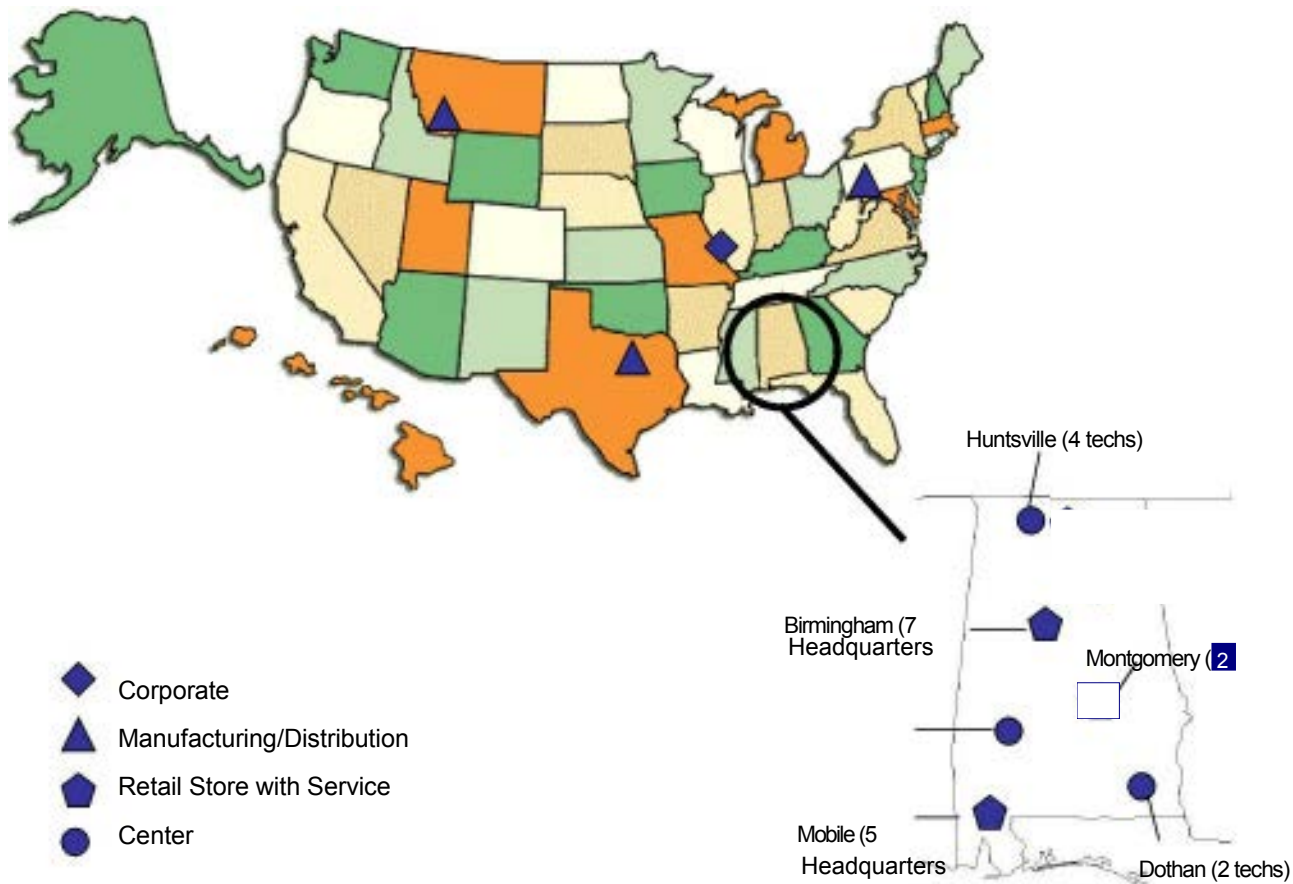 Huntsville (4 techs)
Birmingham (7
Headquarters
Montgomery (2
Corporate
Manufacturing/Distribution
Retail Store with Service
Center
Mobile (5
Headquarters
Dothan (2 techs)